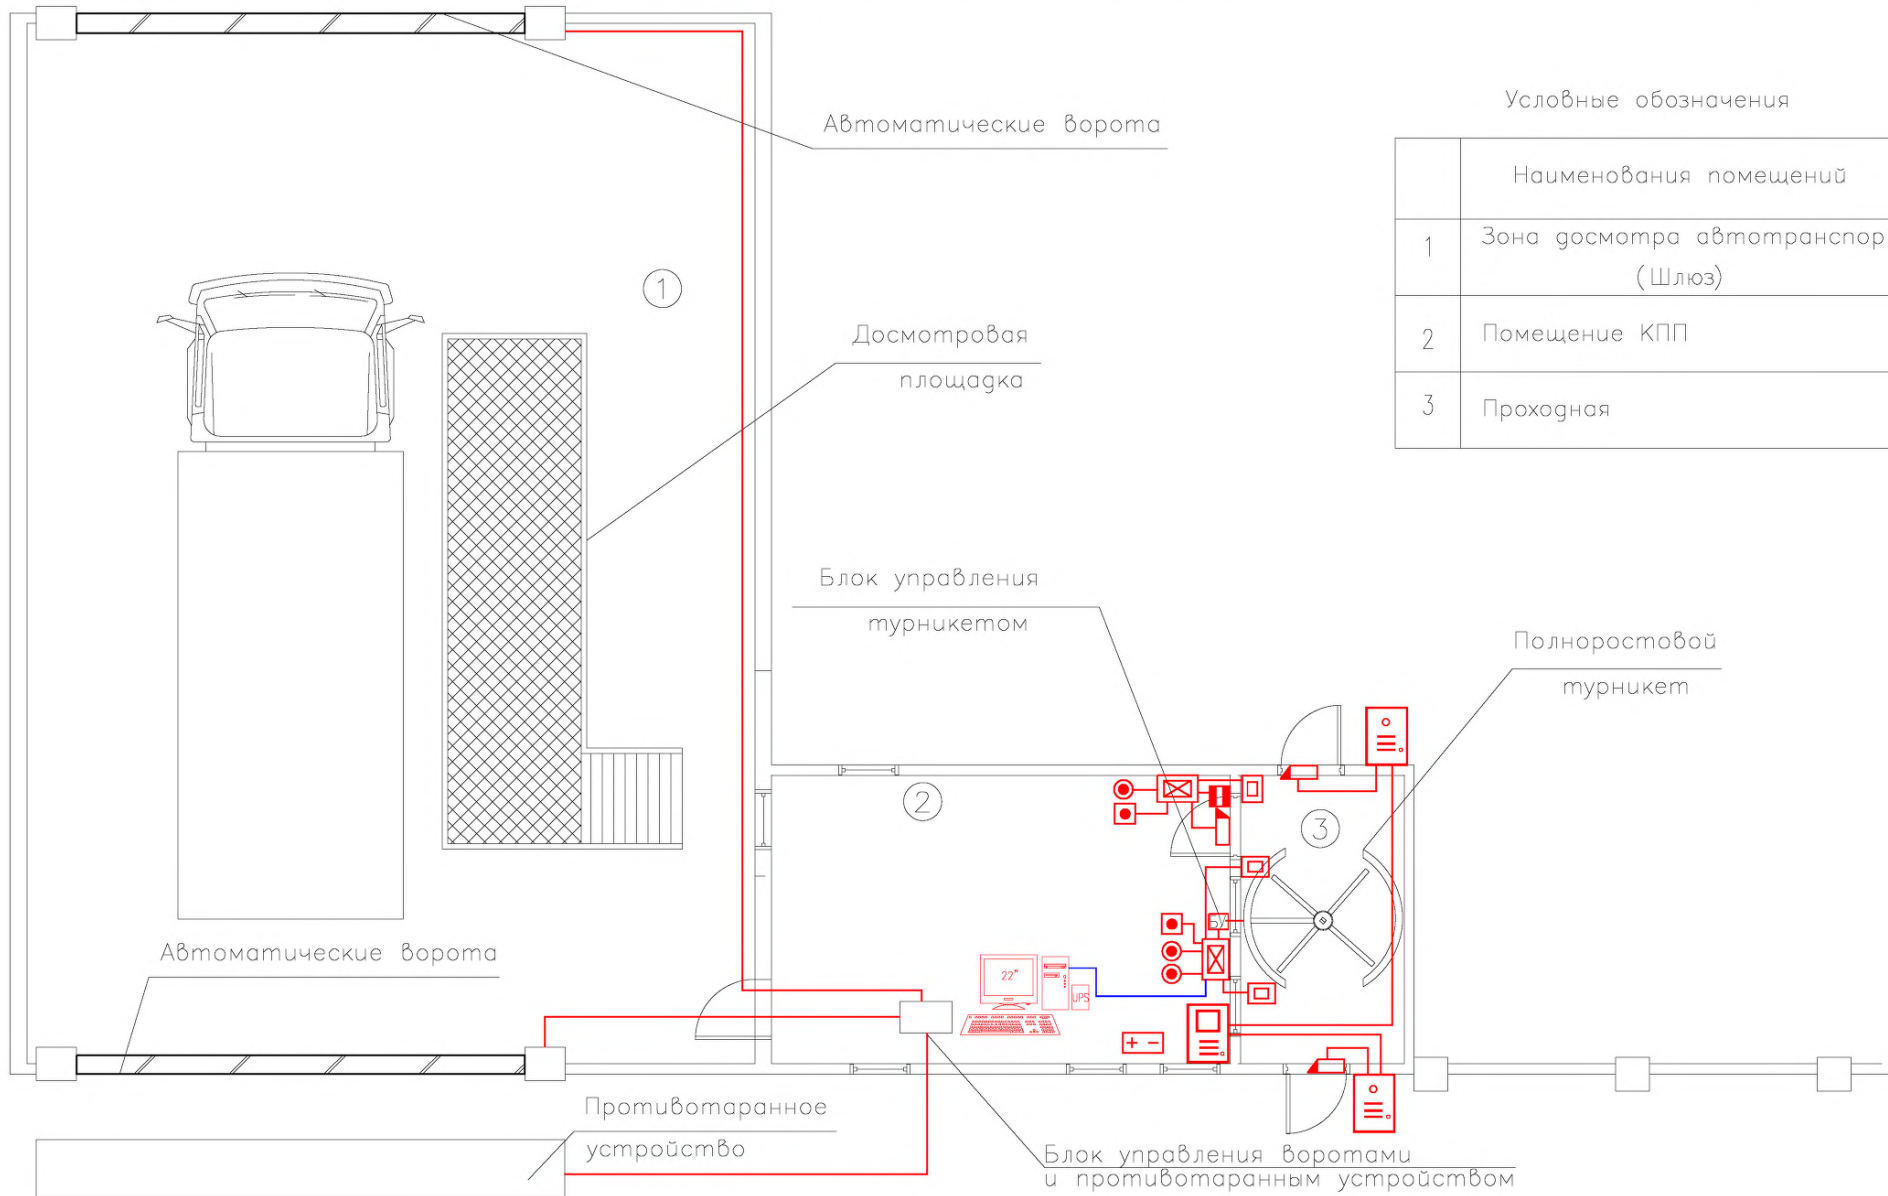 Автоматические ворота
Условные обозначения
Наименования помещений
1
Зона досмотра автотранспор
(Шлюз)
2
Помещение КПП
3
Проходная
1
Досмотровая
площадка
Блок управления
турникетом
Полноростовой
турникет
2
3
БУ
22"
UPS
+ -
Автоматические ворота
Противотаранное
устройство
Блок управления воротами
и противотаранным устройством